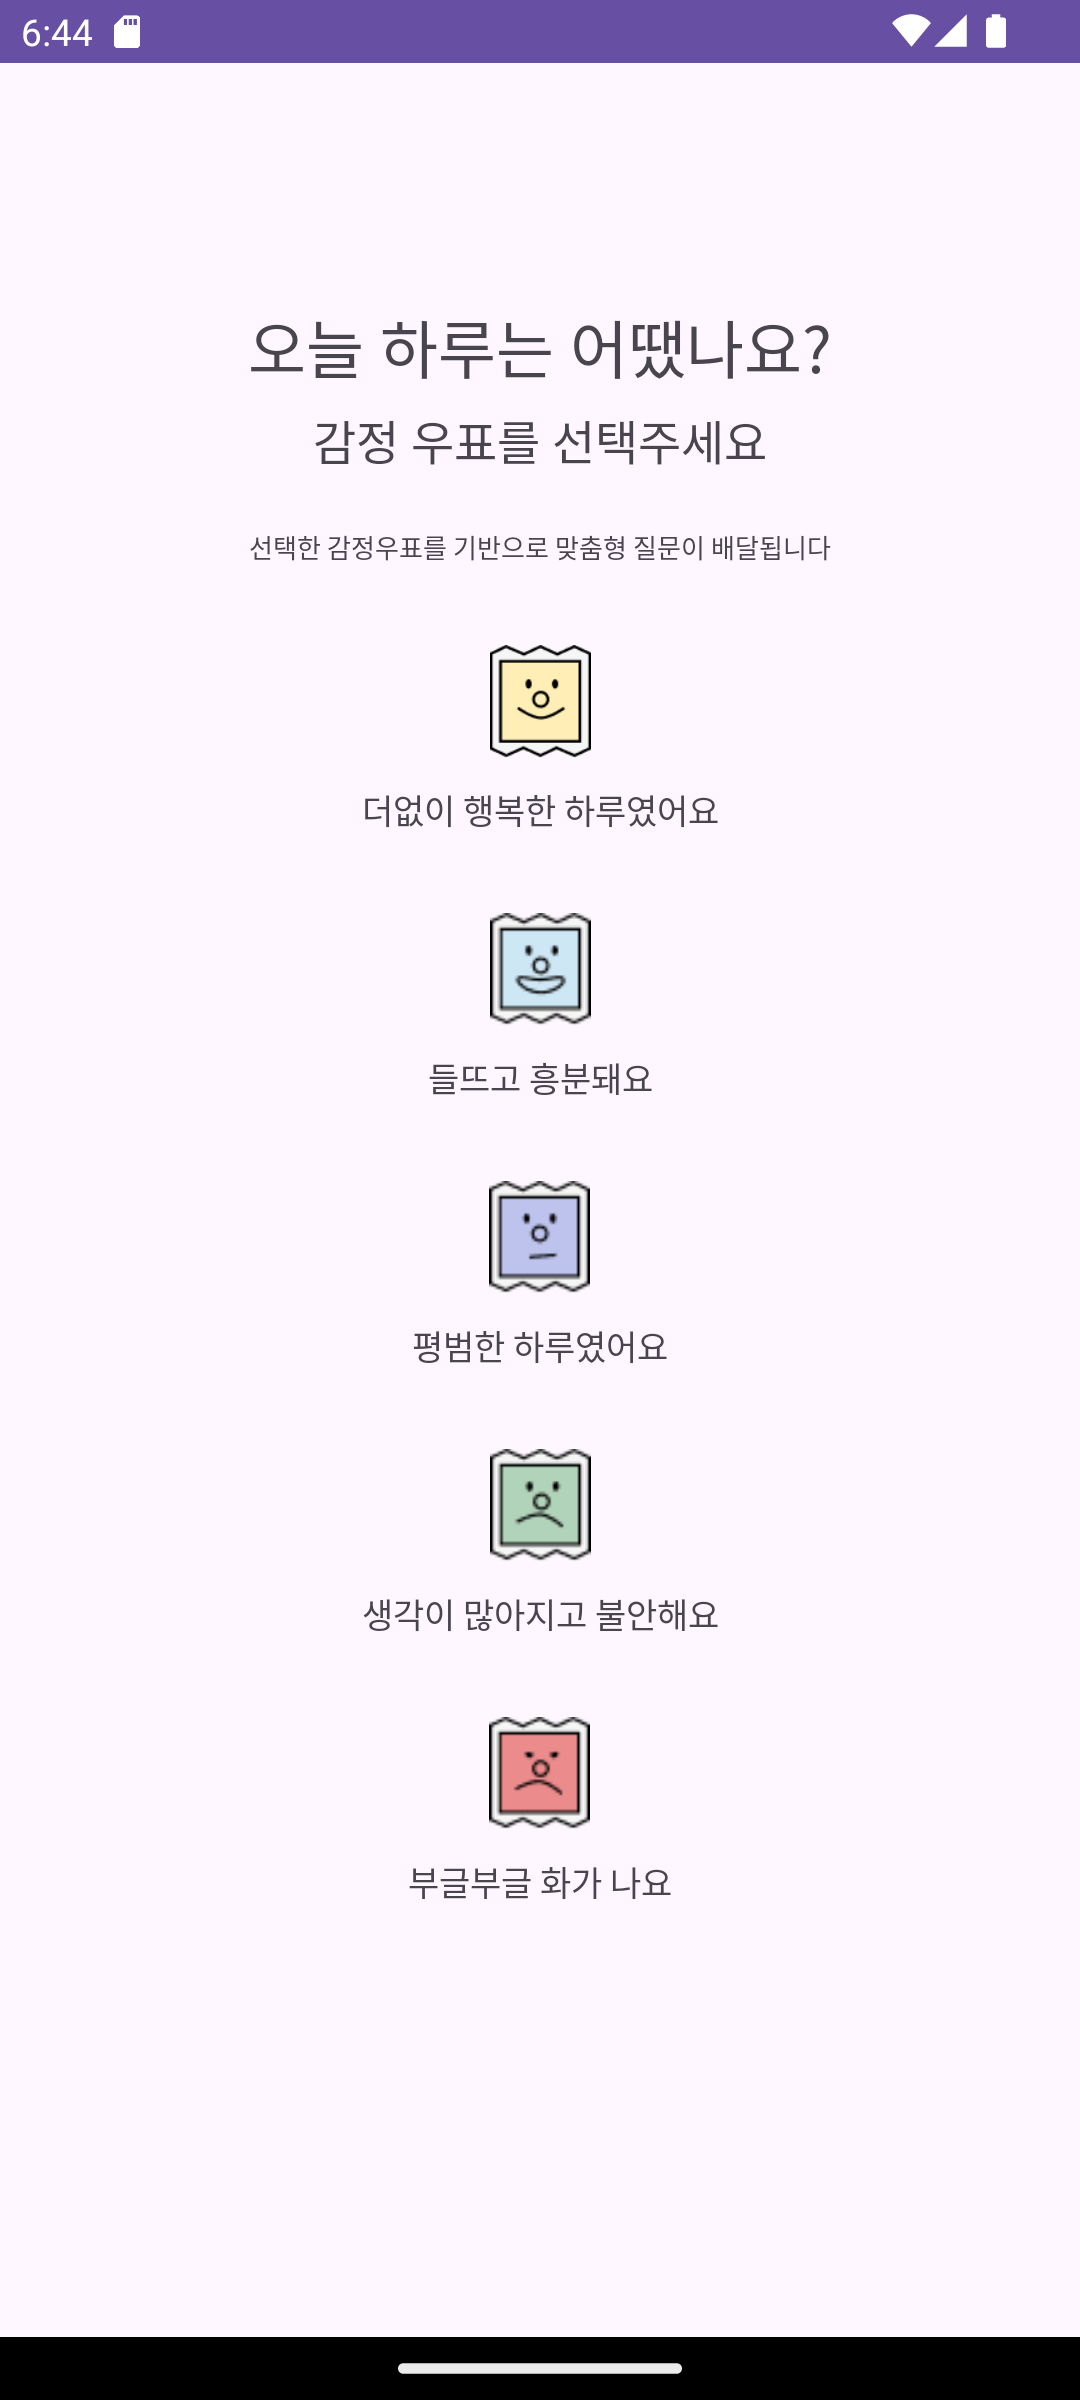 6:44
오늘 하루는 어땠나요?
감정 우표를 선택주세요
선택한 감정우표를 기반으로 맞춤형 질문이 배달됩니다
더없이 행복한 하루였어요
들뜨고 흥분돼요
평범한 하루였어요
생각이 많아지고 불안해요
부글부글 화가 나요